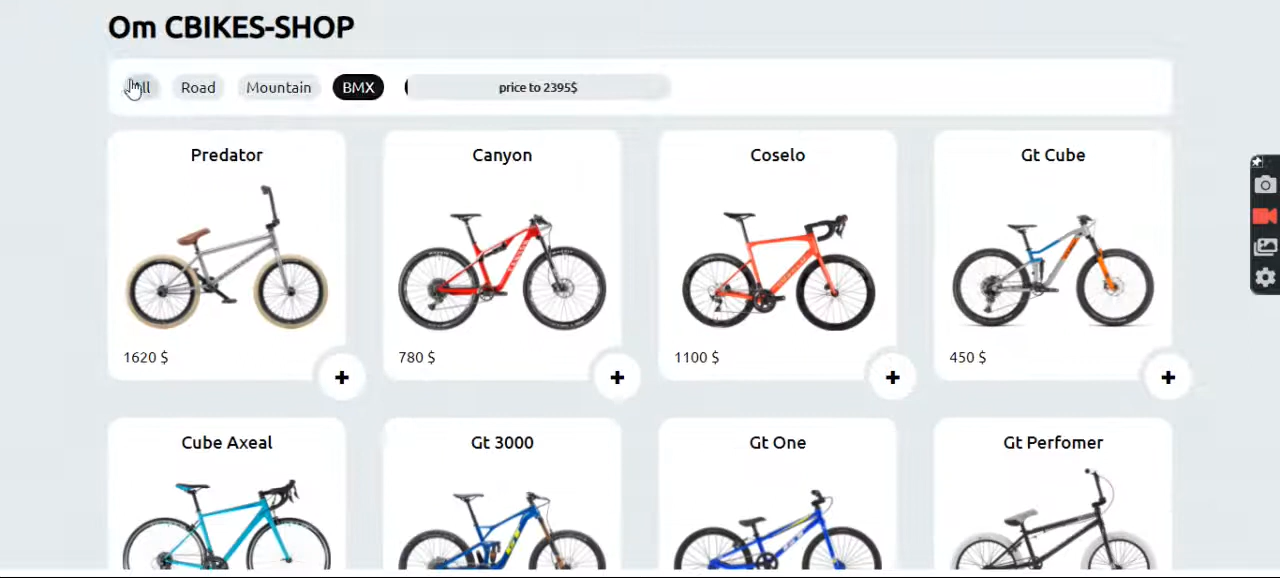 Om CBIKES-SHOP
Road Mountain BMX price to 2395$
Predator Canyon Coselo Gt Cube
1620 $ 780 $ 1100 $ 450 $
+ + + +
Cube Axeal Gt 3000 Gt One Gt Perfomer